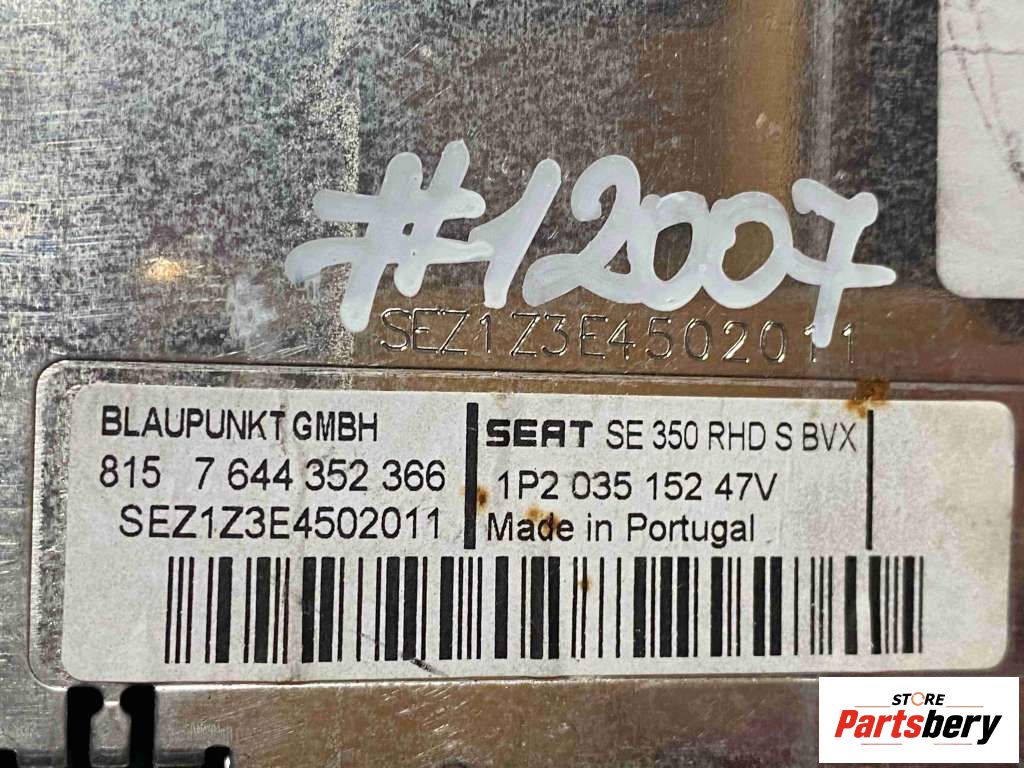 #12007
SEZ1Z3E4502011
BLAUPUNKT GMBH
815 7 644 352 366
SEZ1Z3E4502011
SEAT SE 350 RHD S BVX
1P2 035 152 47V
Made in Portugal
STORE
Partsbery